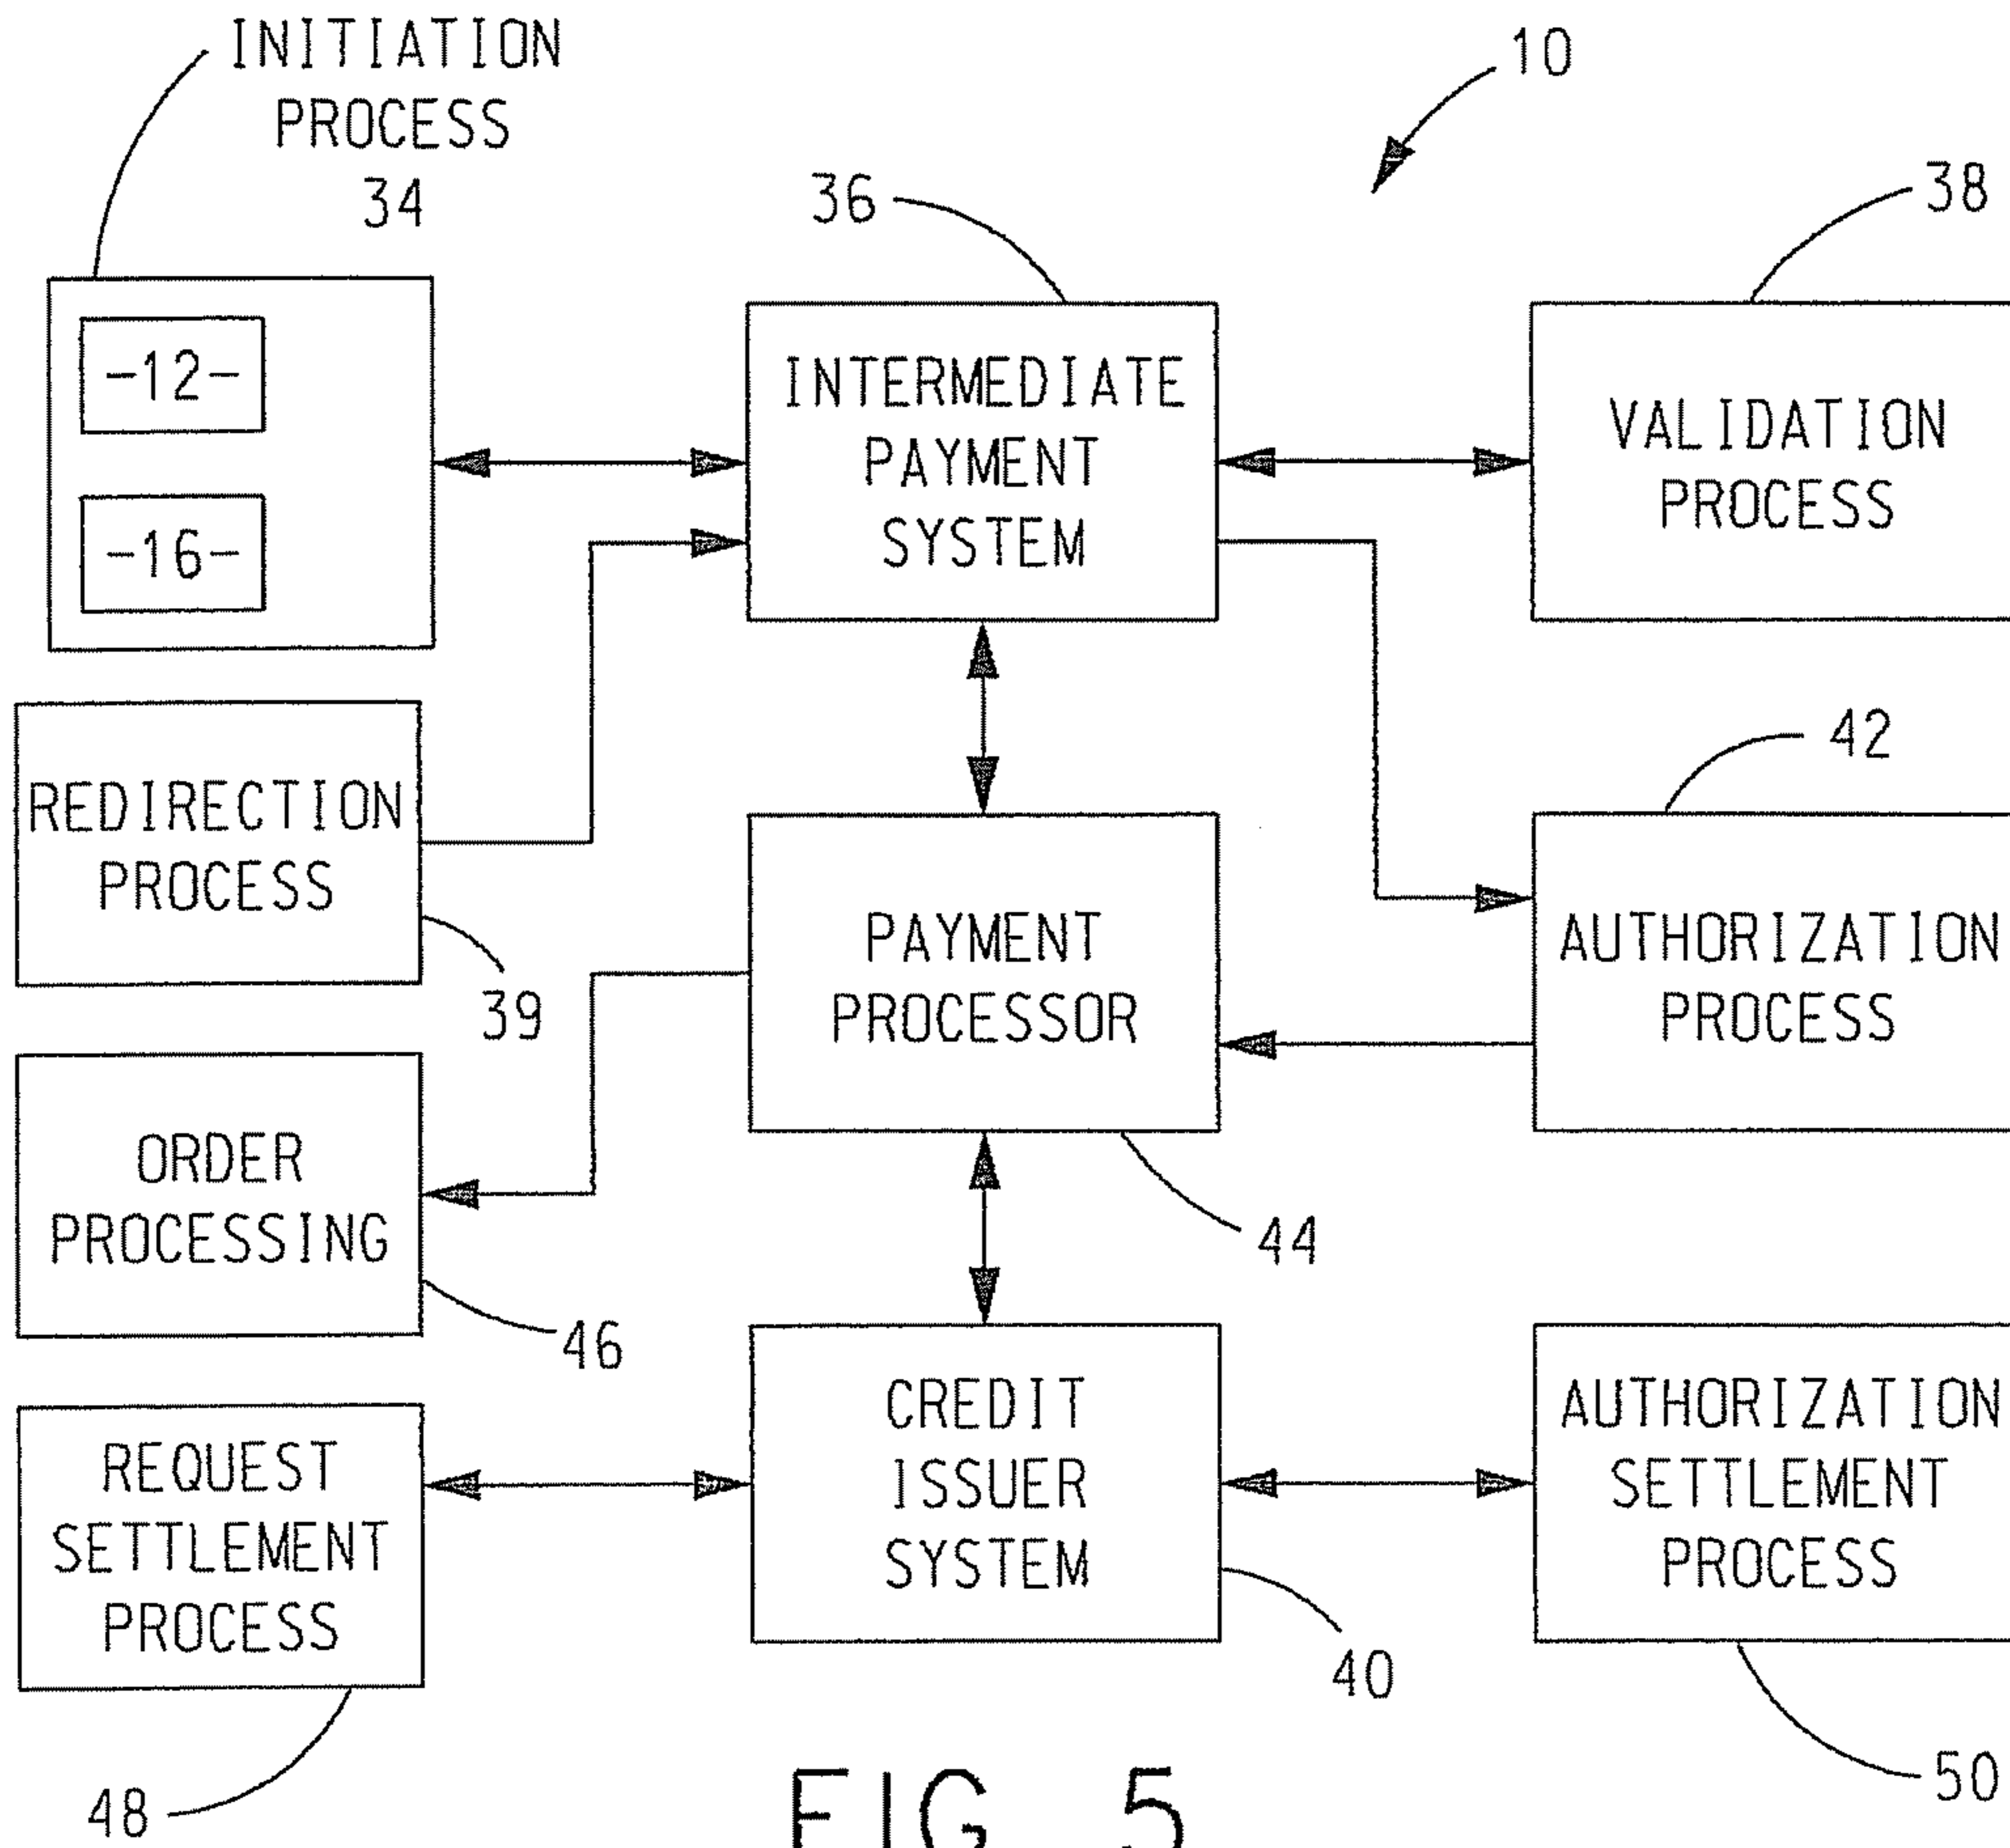 INITIATION
PROCESS
34
10
36
38
-12-
-16-
INTERMEDIATE
PAYMENT
SYSTEM
VALIDATION
PROCESS
REDIRECTION
PROCESS
39
42
PAYMENT
PROCESSOR
44
AUTHORIZATION
PROCESS
ORDER
PROCESSING
46
REQUEST
SETTLEMENT
PROCESS
48
CREDIT
ISSUER
SYSTEM
40
AUTHORIZATION
SETTLEMENT
PROCESS
50
FIG 5